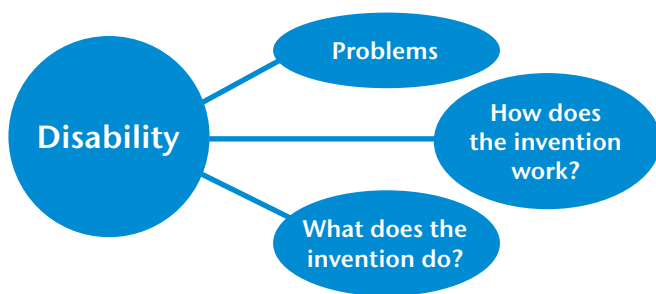 Problems
Disability
How does
the invention
work?
What does the
invention do?